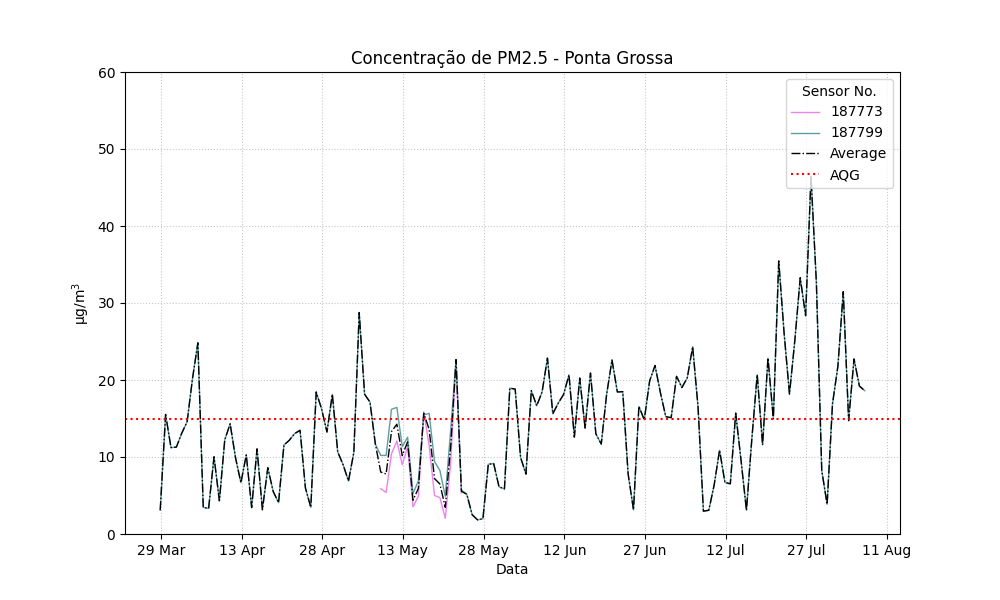 Concentração de PM2.5 - Ponta Grossa
Sensor No.
187773
187799
Average
AQG
60
50
40
30
20
10
0
µg/m³
29 Mar
13 Apr
28 Apr
13 May
28 May
12 Jun
27 Jun
12 Jul
27 Jul
11 Aug
Data